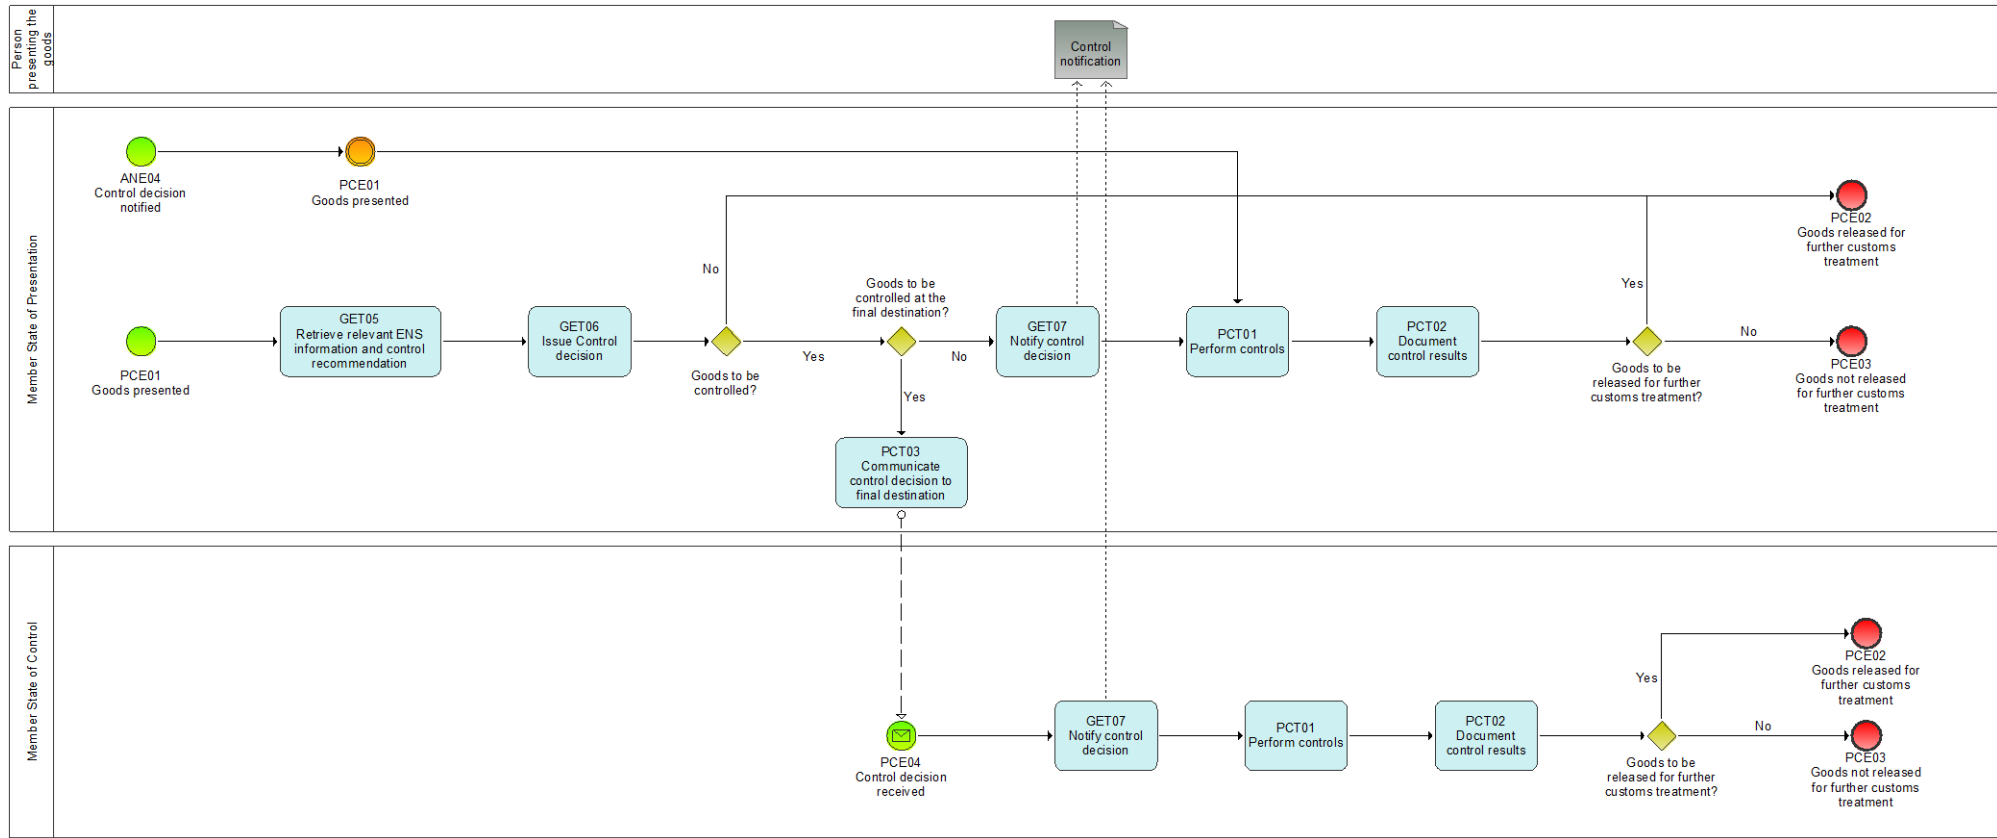 Person
presenting the
goods
Control
notification
Member State of Presentation
ANE04
Control decision
notified
PCE01
Goods presented
PCE02
Goods released for
further customs
treatment
No
Goods to be
controlled at the
final destination?
Yes
PCE01
Goods presented
GET05
Retrieve relevant ENS
information and control
recommendation
GET06
Issue Control
decision
Goods to be
controlled?
Yes
No
GET07
Notify control
decision
PCT01
Perform controls
PCT02
Document
control results
Goods to be
released for further
customs treatment?
No
PCE03
Goods not released
for further customs
treatment
Yes
PCT03
Communicate
control decision to
final destination
Member State of Control
PCE04
Control decision
received
GET07
Notify control
decision
PCT01
Perform controls
PCT02
Document
control results
Yes
Goods to be
released for further
customs treatment?
No
PCE02
Goods released for
further customs
treatment
PCE03
Goods not released
for further customs
treatment